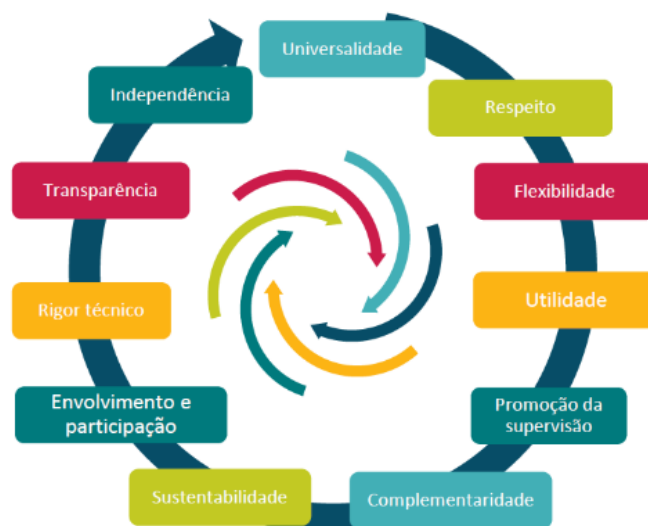 Universalidade
Respeito
Flexibilidade
Utilidade
Promoção da
supervisão
Complementaridade
Sustentabilidade
Envolvimento e
participação
Rigor técnico
Transparência
Independência